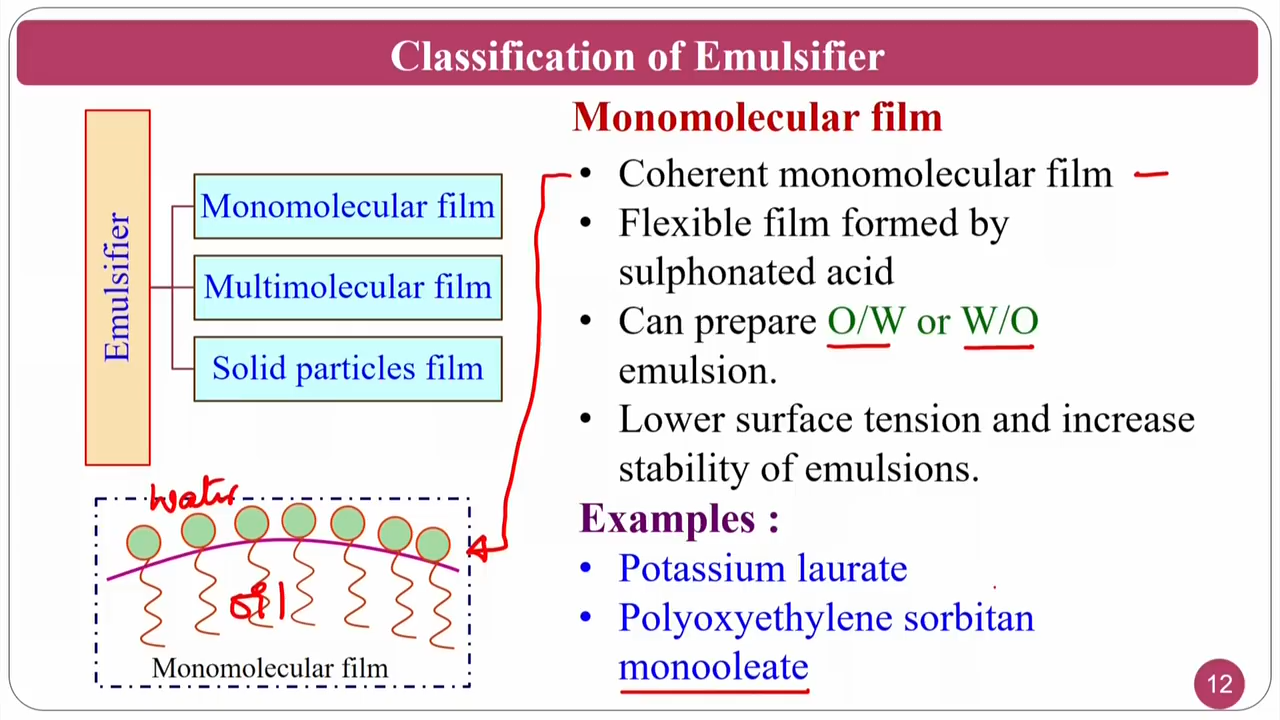 Classification of Emulsifier
Emulsifier
Monomolecular film
Multimolecular film
Solid particles film
water
oil
Monomolecular film
Monomolecular film
• Coherent monomolecular film
• Flexible film formed by
sulphonated acid
• Can prepare O/W or W/O
emulsion.
• Lower surface tension and increase
stability of emulsions.
Examples :
• Potassium laurate
• Polyoxyethylene sorbitan
monooleate
12